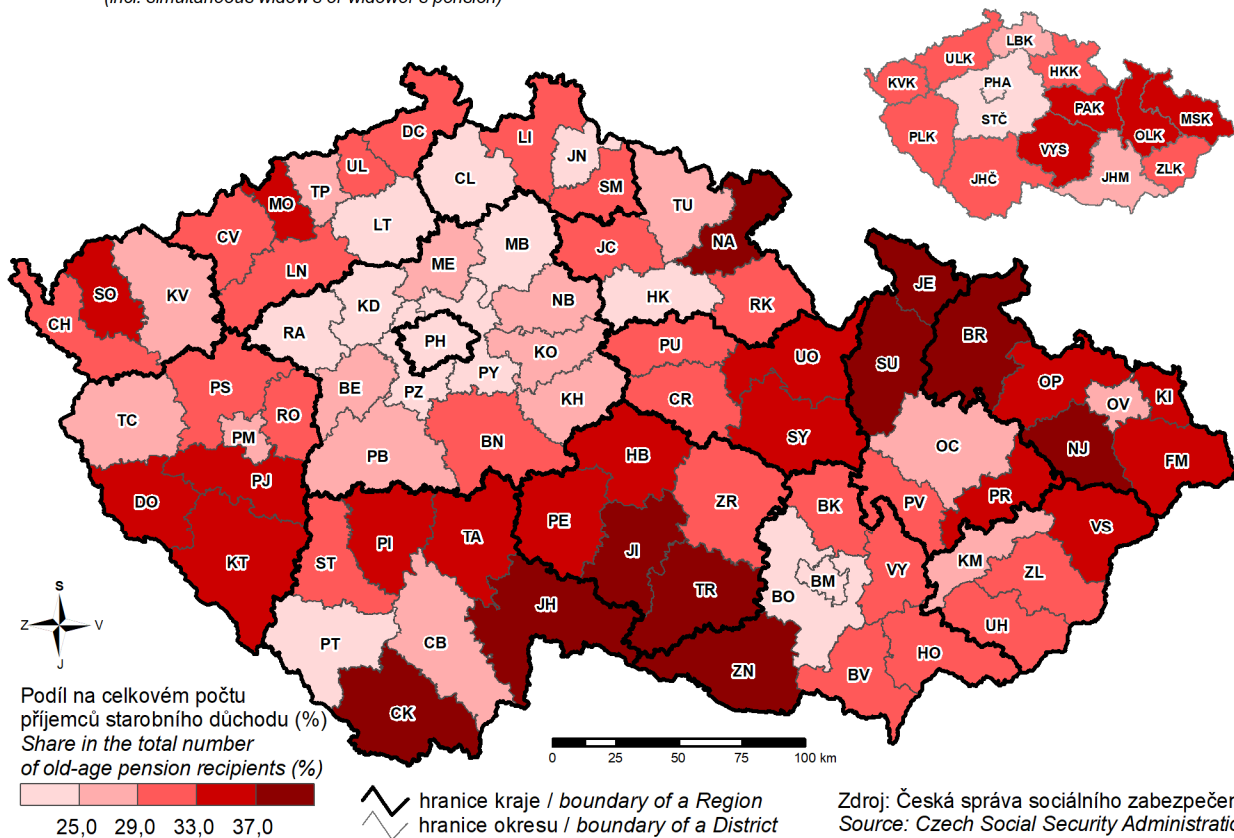 (incl. simultaneous widow's or widower's pension)
LBK
ULK
KVK
PHA
HKK
STČ
PAK
MSK
OLK
PLK
VYS
JHČ
JHM
ZLK
DC
LI
UL
JN
TP
CL
SM
MO
TU
LT
CV
NA
MB
JC
ME
LN
SO
KV
JE
NB
HK
KD
RK
CH
RA
BR
PH
KO
PU
UO
SU
PY
PS
BE
PZ
OP
KI
KH
CR
OV
RO
TC
PM
OC
BN
SY
NJ
PB
HB
FM
PJ
PR
DO
ZR
PV
BK
PE
VS
TA
PI
JI
KT
ST
KM
VY
ZL
BM
TR
BO
JH
S
Z V
J
UH
PT
CB
HO
ZN
BV
CK
Podíl na celkovém počtu
příjemců starobního důchodu (%)
Share in the total number
of old-age pension recipients (%)
25,0 29,0 33,0 37,0
0 25 50 75 100 km
hranice kraje / boundary of a Region
hranice okresu / boundary of a District
Zdroj: Česká správa sociálního zabezpečen
Source: Czech Social Security Administratio